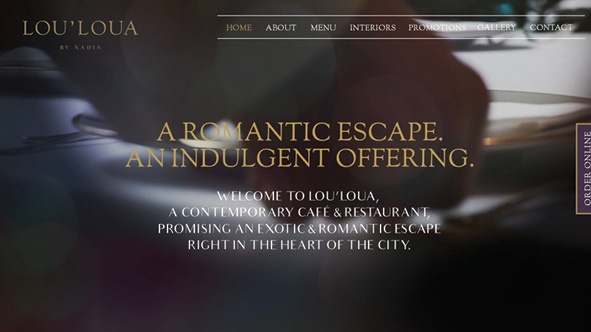 LOU'LOUA
BY NADIA
HOME ABOUT MENU INTERIORS PROMOTIONS GALLERY CONTACT
A ROMANTIC ESCAPE.
AN INDULGENT OFFERING.
WELCOME TO LOU'LOUA,
A CONTEMPORARY CAFÉ & RESTAURANT,
PROMISING AN EXOTIC & ROMANTIC ESCAPE
RIGHT IN THE HEART OF THE CITY.
ORDER ONLINE